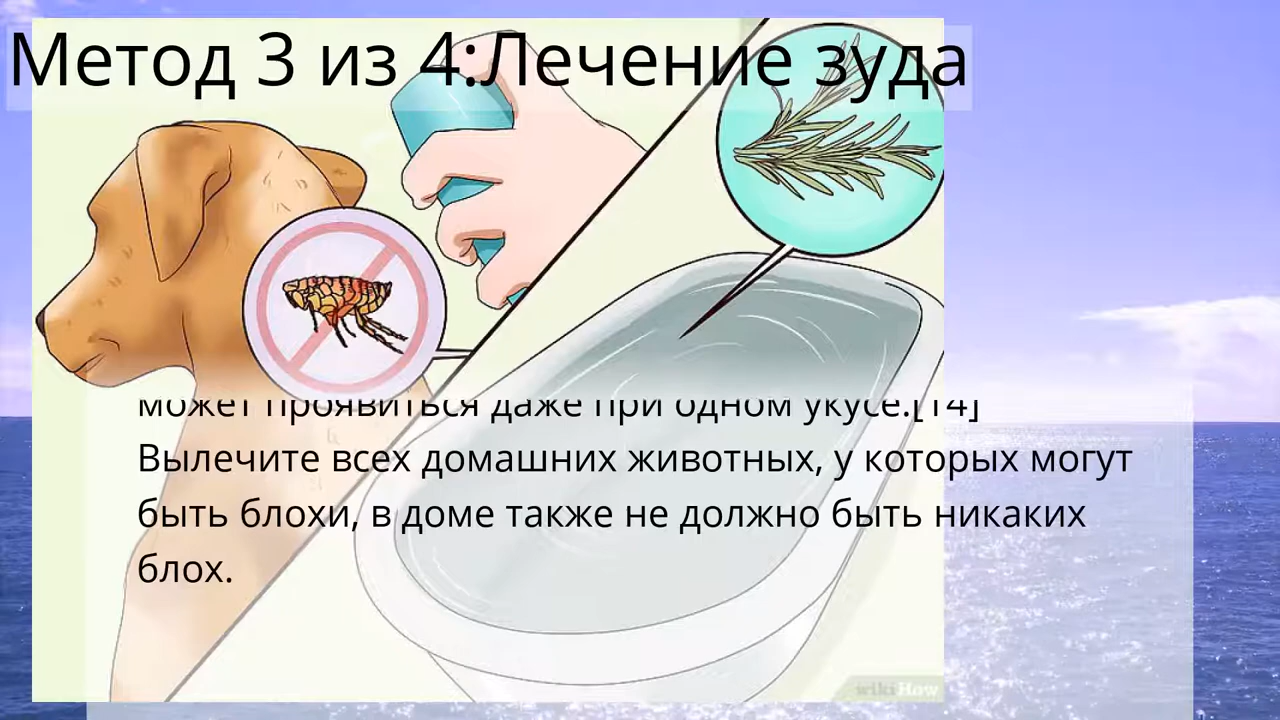 Метод 3 из 4:Лечение зуда
может проявиться даже при одном укусе.[14]
Вылечите всех домашних животных, у которых могут
быть блохи, в доме также не должно быть никаких
блох.
wikiHow